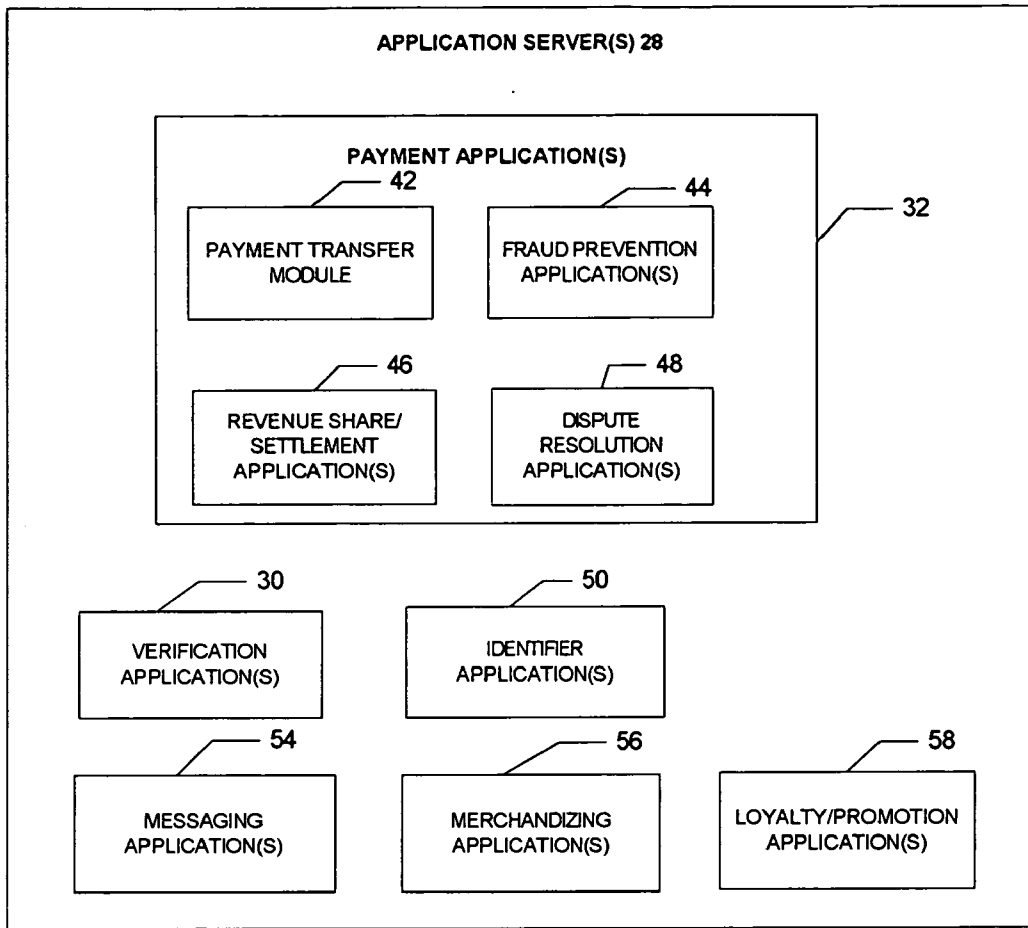 APPLICATION SERVER(S) 28
PAYMENT APPLICATION(S)
42
44
32
PAYMENT TRANSFER
MODULE
FRAUD PREVENTION
APPLICATION(S)
46
48
REVENUE SHARE/
SETTLEMENT
APPLICATION(S)
DISPUTE
RESOLUTION
APPLICATION(S)
30
50
VERIFICATION
APPLICATION(S)
IDENTIFIER
APPLICATION(S)
54
56
58
MESSAGING
APPLICATION(S)
MERCHANDIZING
APPLICATION(S)
LOYALTY/PROMOTION
APPLICATION(S)